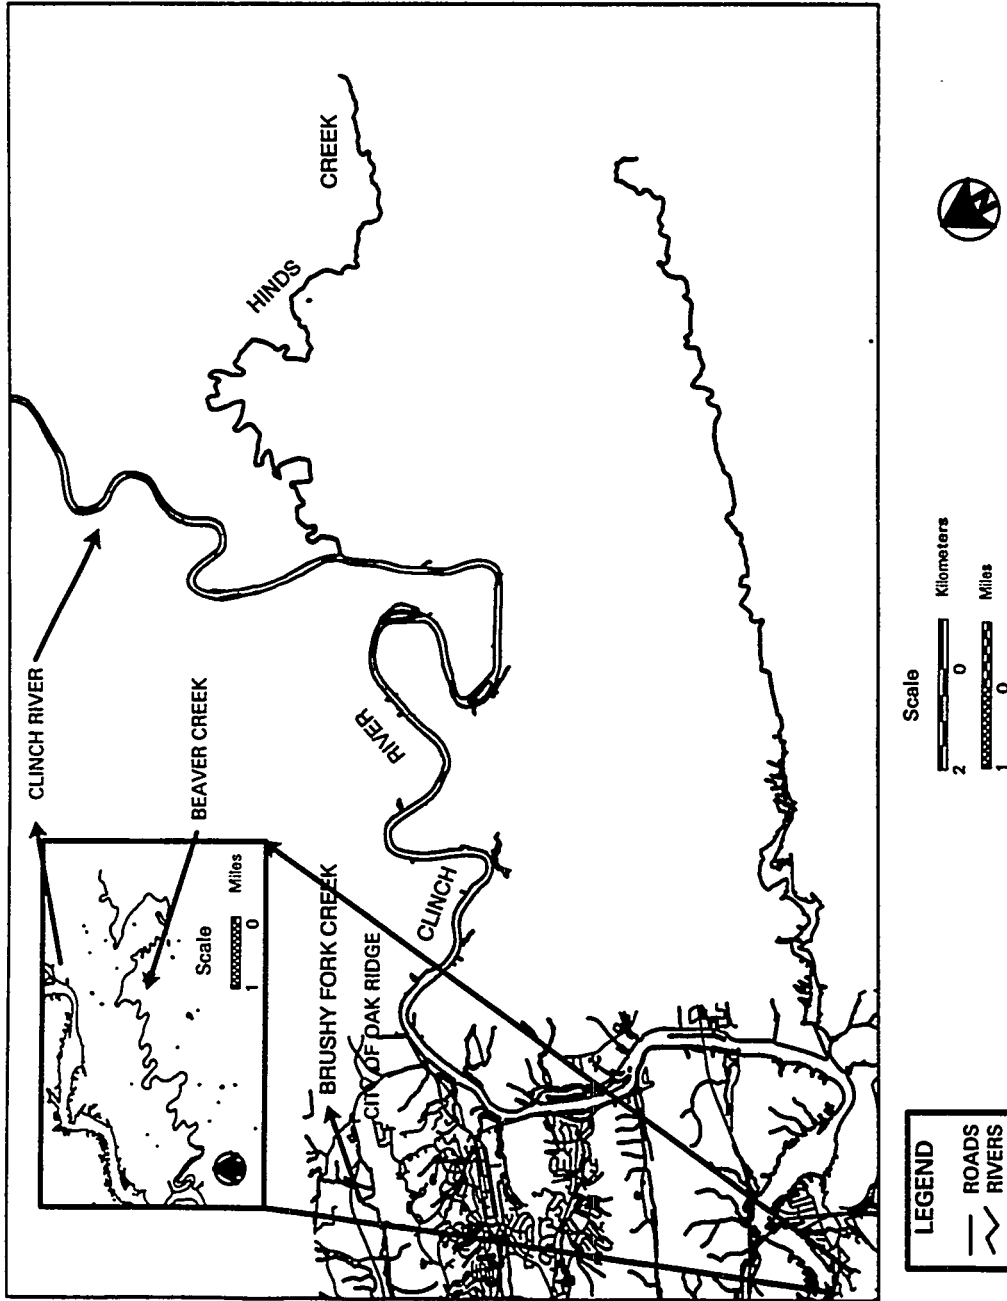 CLINCH RIVER
BEAVER CREEK
Scale
1 0 Miles
BRUSHY FORK CREEK
CITY OF OAK RIDGE
CLINCH
RIVER
HINDS
CREEK
LEGEND
ROADS
RIVERS
Scale
2 0 Kilometers
1 0 Miles
N